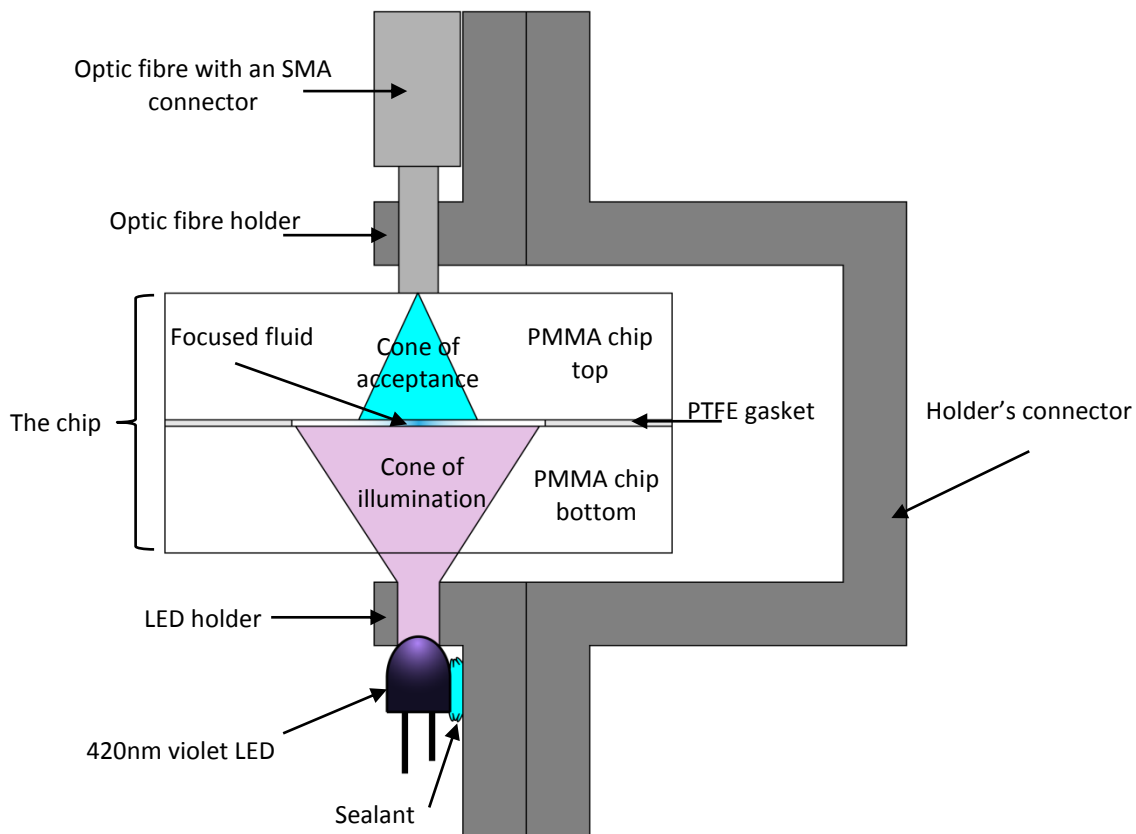 Optic fibre with an SMA
connector
Optic fibre holder
Focused fluid
Cone of
acceptance
PMMA chip
top
The chip
PTFE gasket
Holder's connector
Cone of
illumination
PMMA chip
bottom
LED holder
420nm violet LED
Sealant